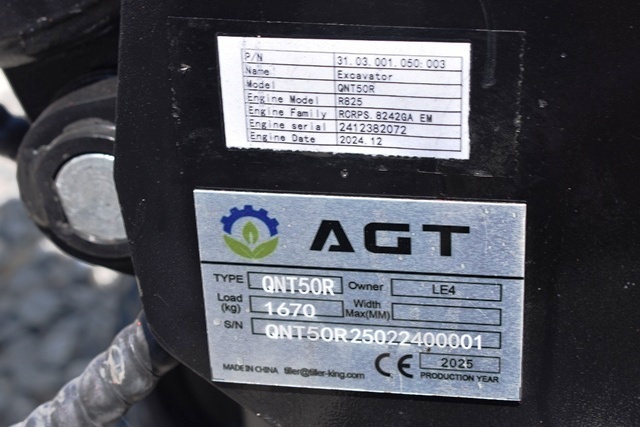 P/N 31.03.001.050.003
Name Excavator
Model QNT50R
Engine Model R825
Engine Family RCRPS.8242GA EM
Engine serial 2412382072
Engine Date 2024.12
AGT
TYPE QNT50R Owner LE4
Load (kg) 1670 Width Max(MM)
S/N QNT50R25022400001
MADE IN CHINA tiller@tiller-king.com CE 2025
PRODUCTION YEAR